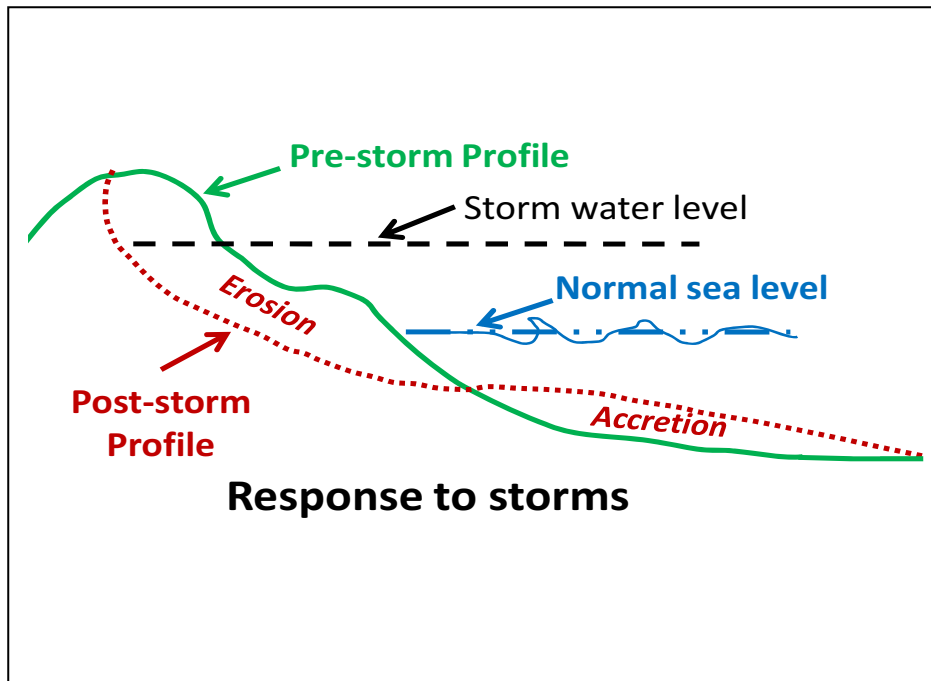 Pre-storm Profile
Storm water level
Normal sea level
Erosion
Post-storm
Profile
Accretion
Response to storms